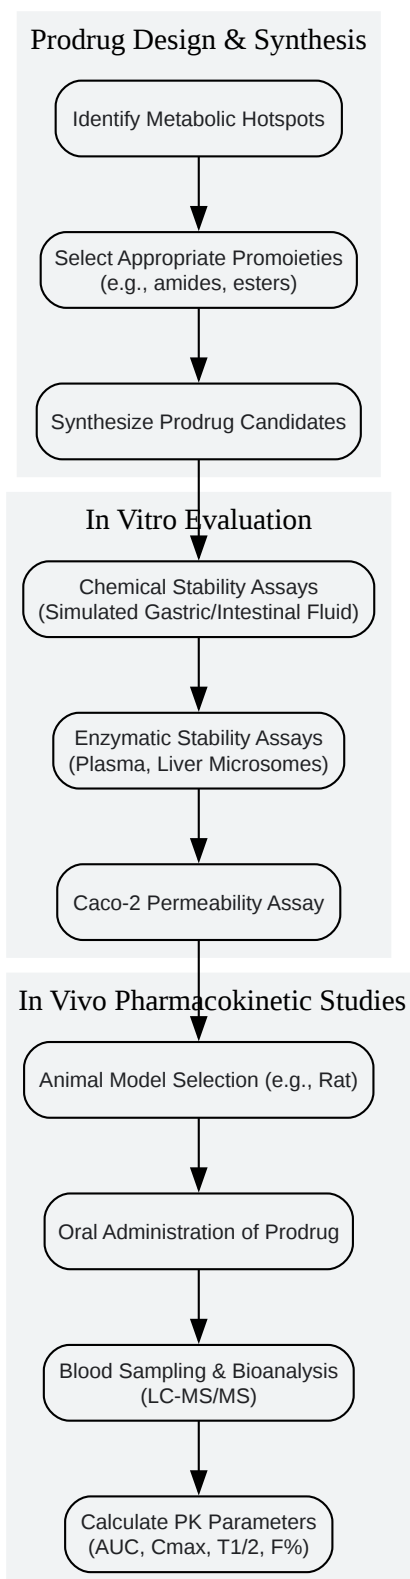 Prodrug Design & Synthesis
Identify Metabolic Hotspots
Select Appropriate Promoieties
(e.g., amides, esters)
Synthesize Prodrug Candidates
In Vitro Evaluation
Chemical Stability Assays
(Simulated Gastric/Intestinal Fluid)
Enzymatic Stability Assays
(Plasma, Liver Microsomes)
Caco-2 Permeability Assay
In Vivo Pharmacokinetic Studies
Animal Model Selection (e.g., Rat)
Oral Administration of Prodrug
Blood Sampling & Bioanalysis
(LC-MS/MS)
Calculate PK Parameters
(AUC, Cmax, T1/2, F%)